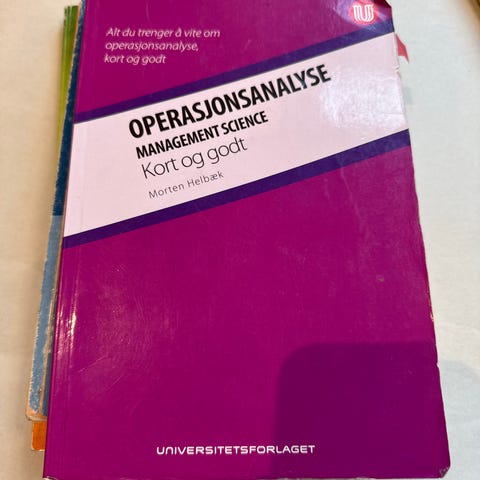 Alt du trenger å vite om
operasjonsanalyse,
kort og godt
OPERASJONSANALYSE
MANAGEMENT SCIENCE
Kort og godt
Morten Helbæk
UNIVERSITETSFORLAGET